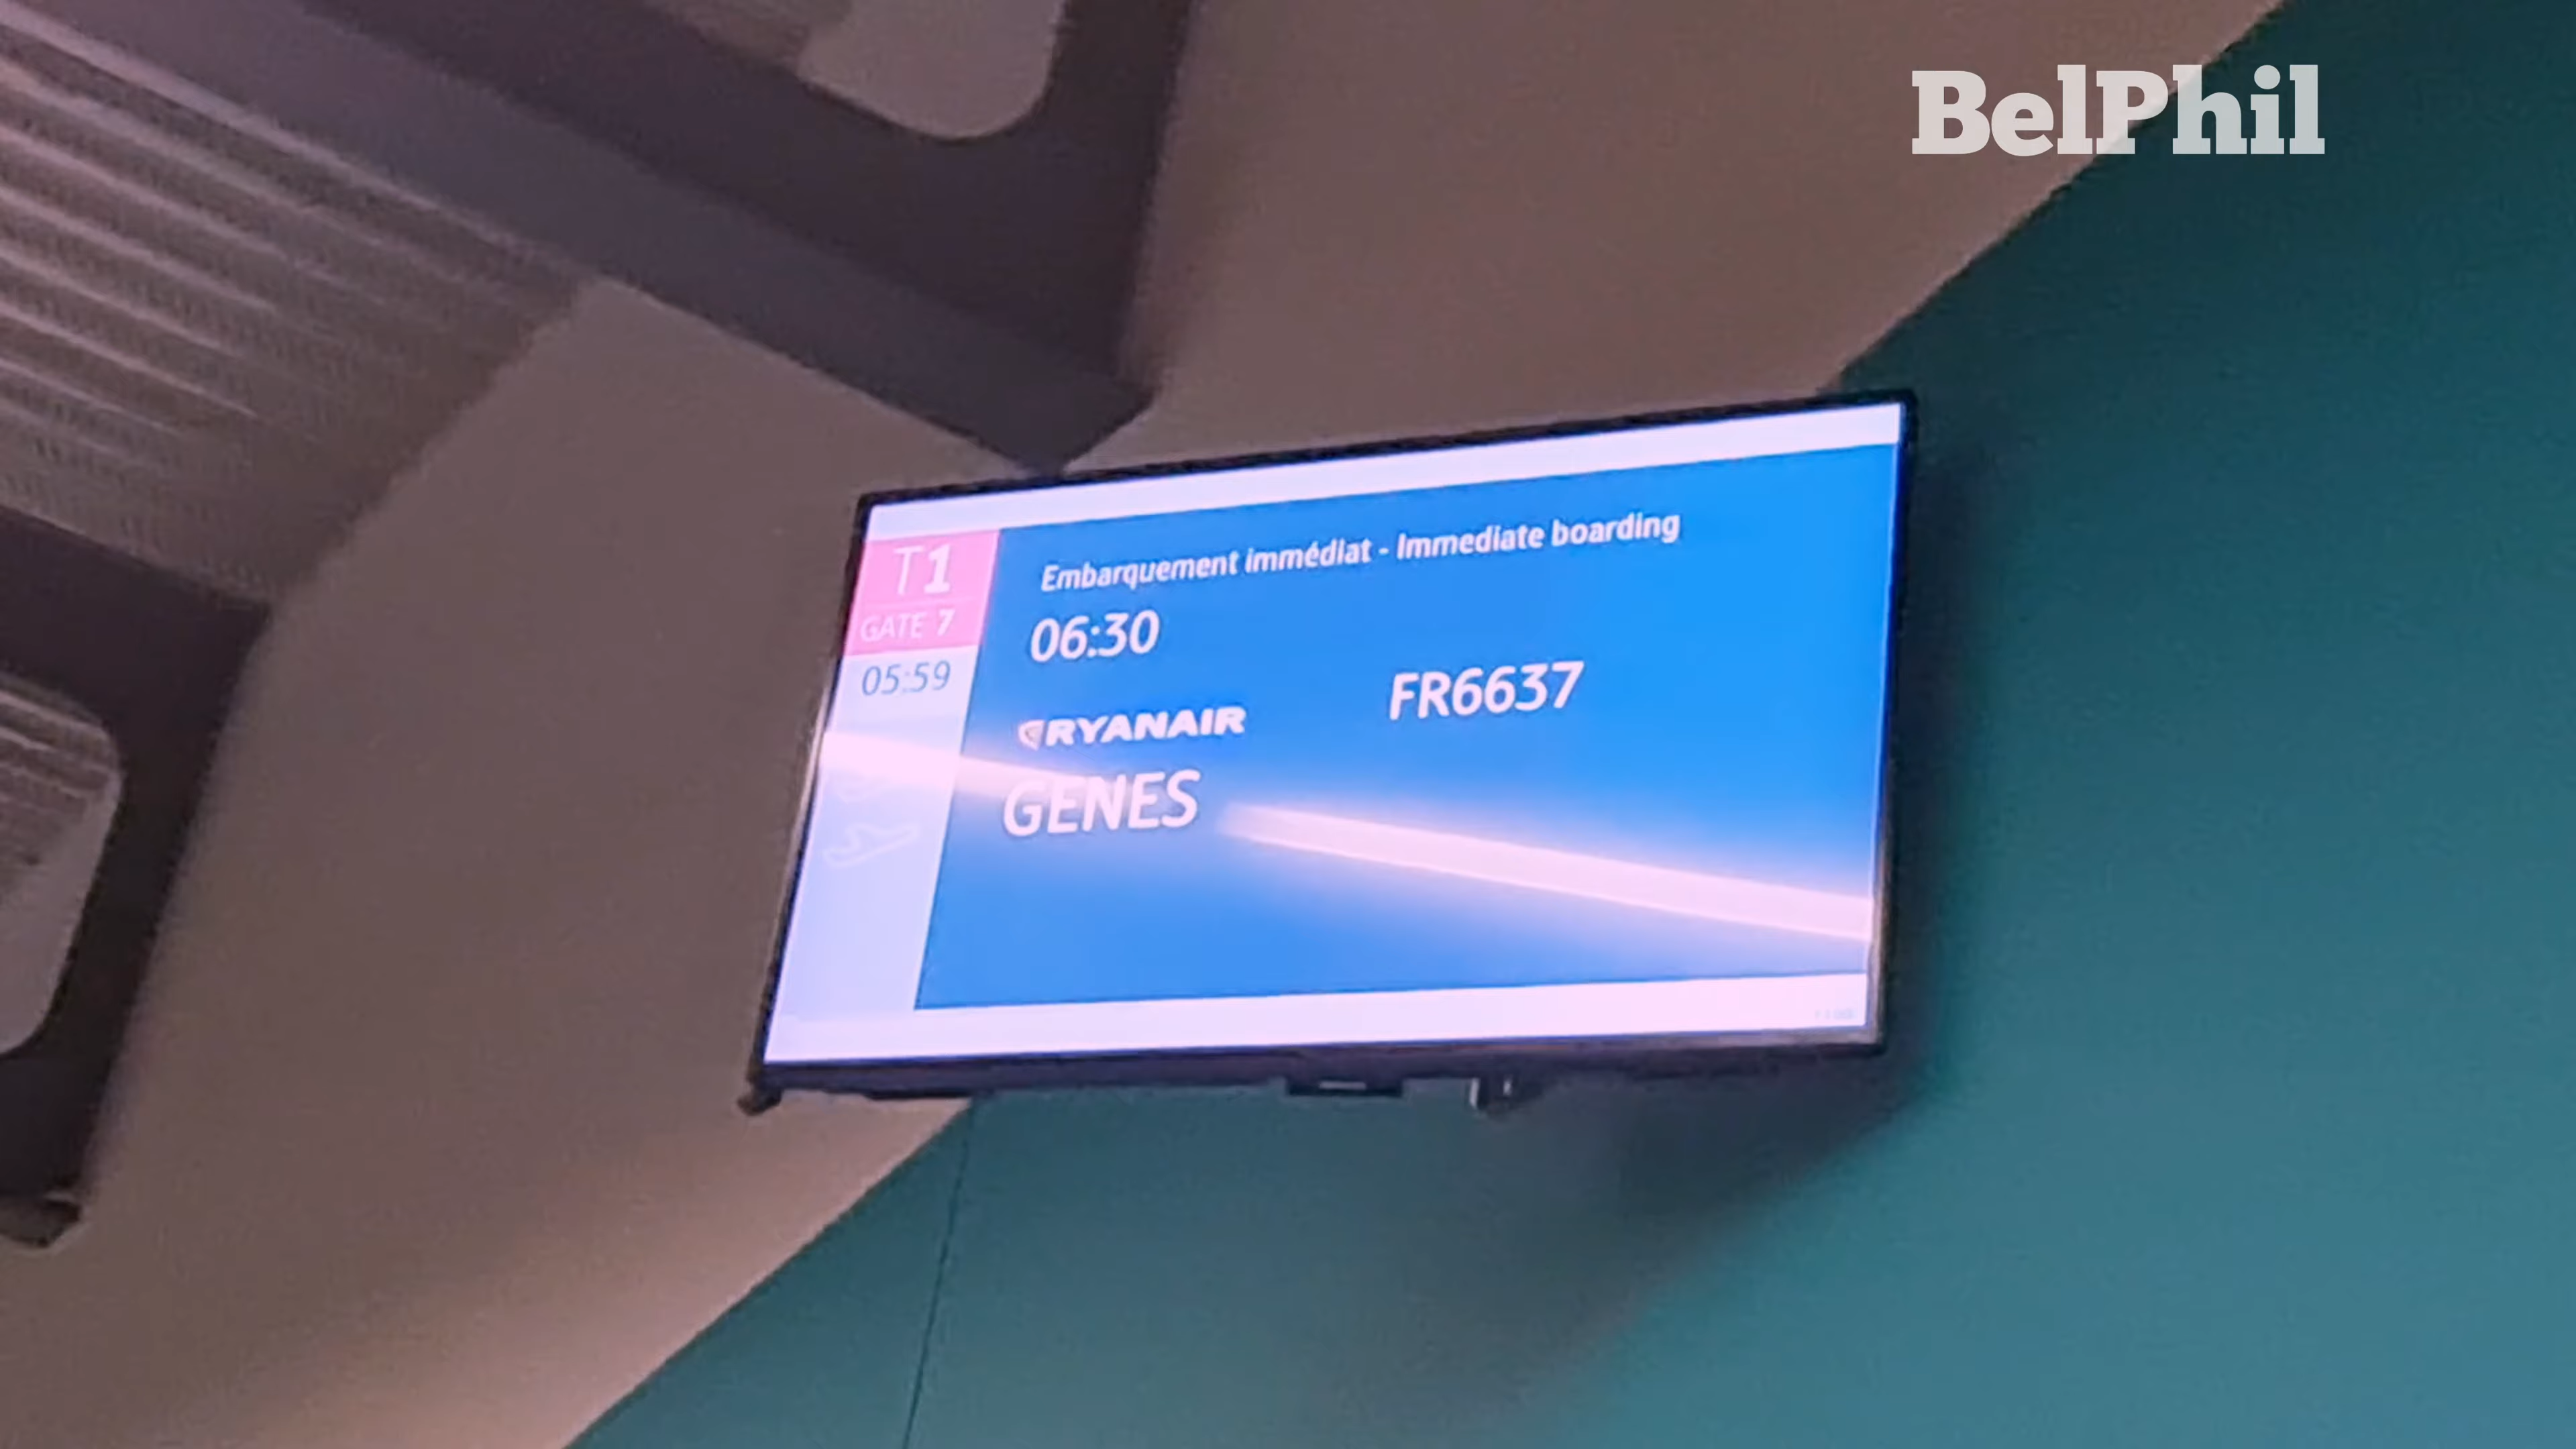 BelPhil
T1
GATE 7
05:59
Embarquement immédiat - Immediate boarding
06:30
RYANAIR FR6637
GENES